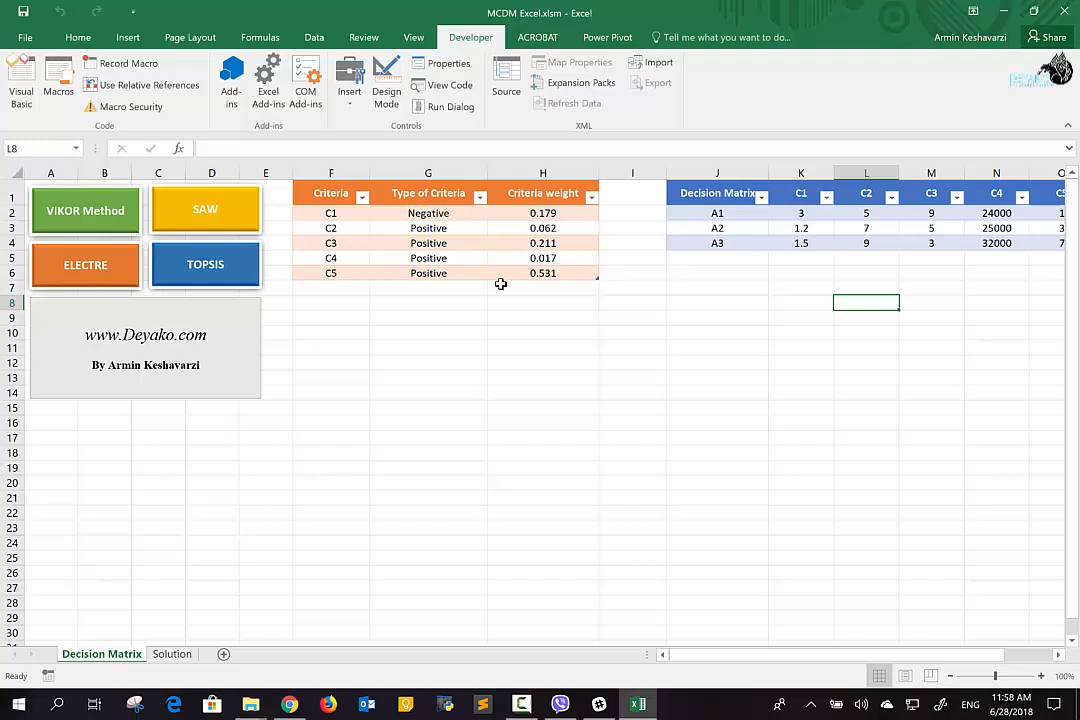 MCDM Excel.xlsm - Excel
File Home Insert Page Layout Formulas Data Review View Developer ACROBAT Power Pivot Tell me what you want to do... Armin Keshavarzi Share
Visual Basic
Macros
Record Macro
Use Relative References
Macro Security
Code
Add-ins
Excel Add-ins
COM Add-ins
Add-ins
Insert
Design Mode
Properties
View Code
Run Dialog
Controls
Source
Map Properties
Expansion Packs
Refresh Data
Import
Export
XML
L8 fx
A B C D E F G H I J K L M N O
1 Criteria Type of Criteria Criteria weight Decision Matrix C1 C2 C3 C4
2 C1 Negative 0.179 A1 3 5 9 24000 1
3 C2 Positive 0.062 A2 1.2 7 5 25000 3
4 C3 Positive 0.211 A3 1.5 9 3 32000 7
5 C4 Positive 0.017
6 C5 Positive 0.531
7
8
9
10
11
12
13
14
15
16
17
18
19
20
21
22
23
24
25
26
27
28
29
30
VIKOR Method SAW
ELECTRE TOPSIS
www.Deyako.com
By Armin Keshavarzi
Decision Matrix Solution
Ready 100%
ENG
11:58 AM
6/28/2018